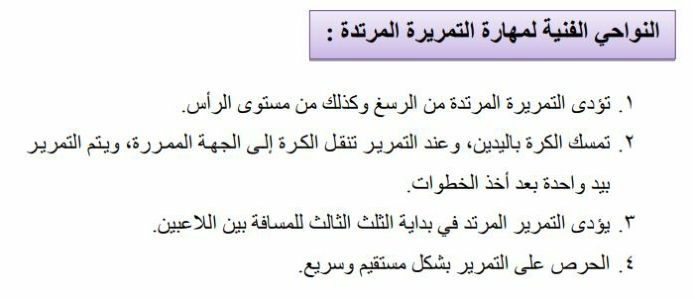 النواحي الفنية لمهارة التمريرة المرتدة :
١. تؤدى التمريرة المرتدة من الرسغ وكذلك من مستوى الرأس.
٢. تمسك الكرة باليدين، وعند التمرير تنقل الكرة إلى الجهة الممررة، ويتم التمرير
بيد واحدة بعد أخذ الخطوات.
٣. يؤدى التمرير المرتد في بداية الثلث الثالث للمسافة بين اللاعبين.
٤. الحرص على التمرير بشكل مستقيم وسريع.